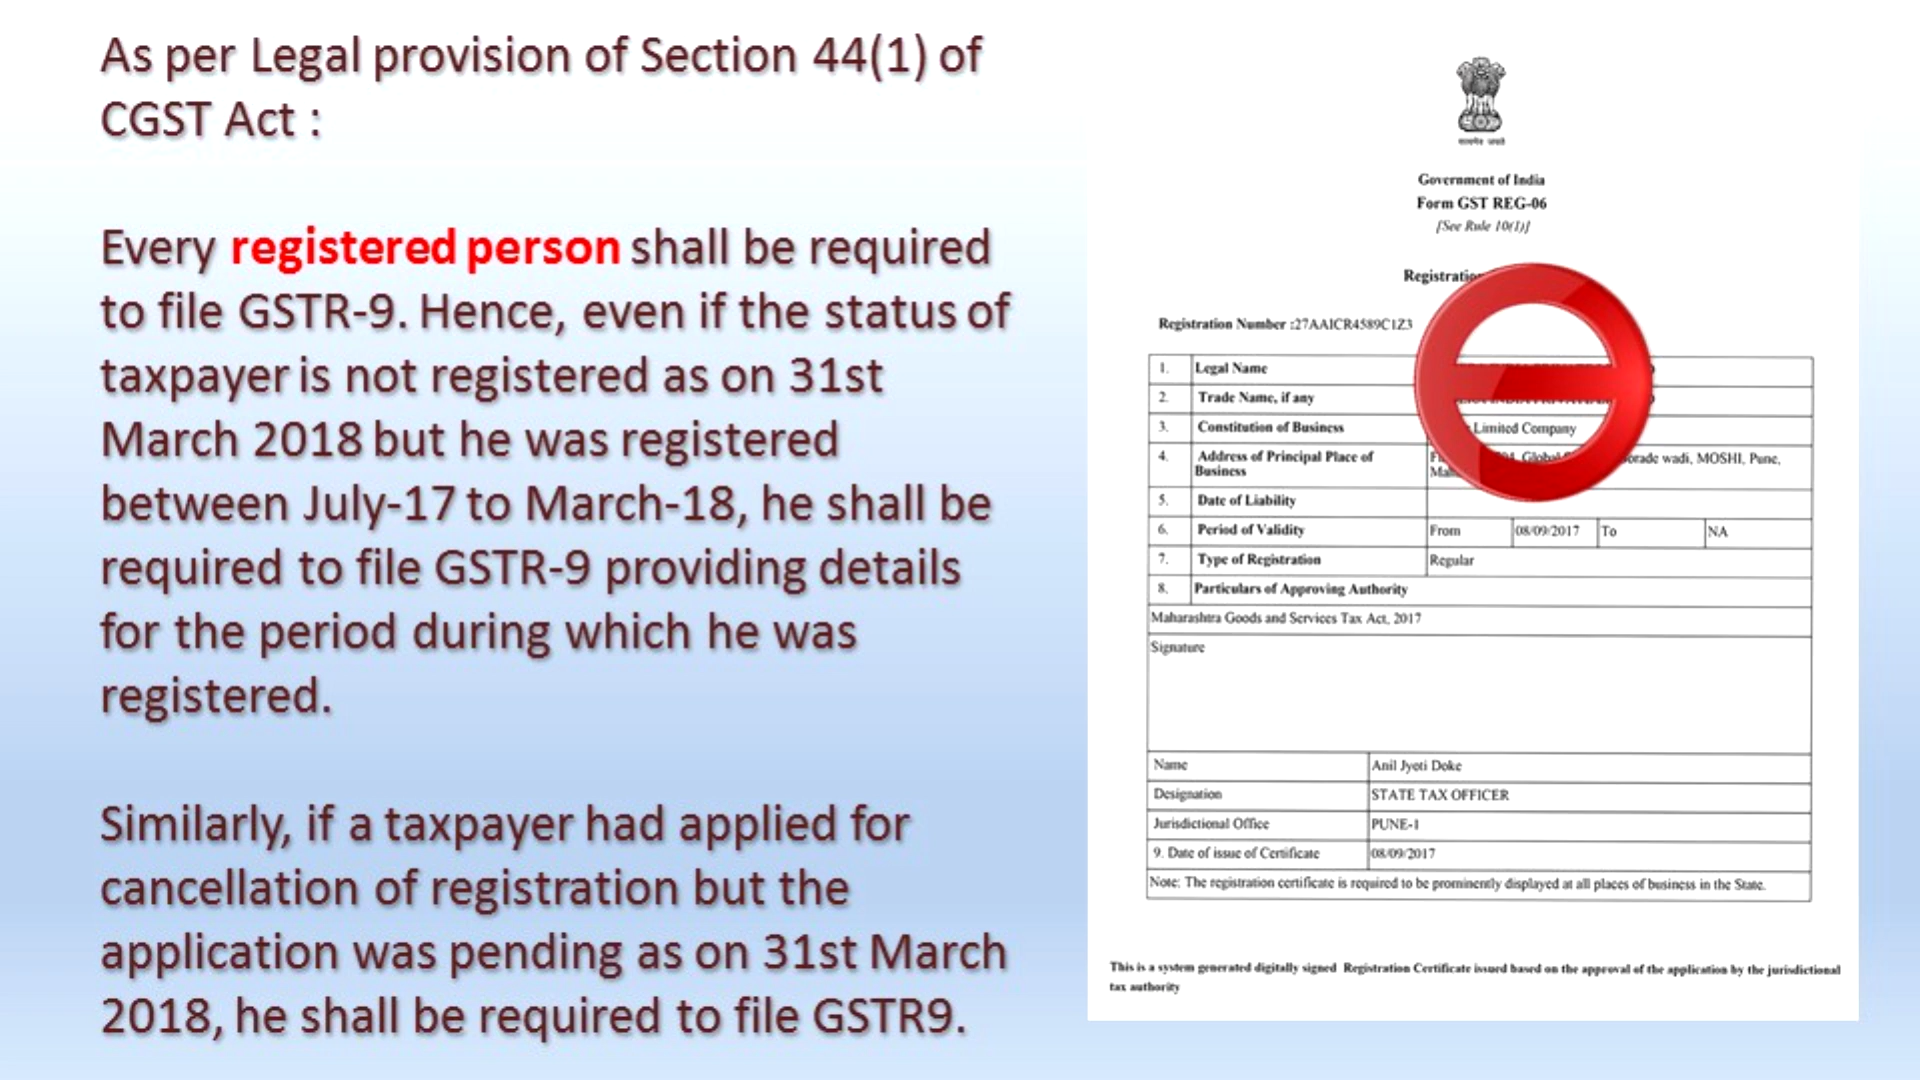 As per Legal provision of Section 44(1) of
CGST Act :
Every registered person shall be required
to file GSTR-9. Hence, even if the status of
taxpayer is not registered as on 31st
March 2018 but he was registered
between July-17 to March-18, he shall be
required to file GSTR-9 providing details
for the period during which he was
registered.
Similarly, if a taxpayer had applied for
cancellation of registration but the
application was pending as on 31st March
2018, he shall be required to file GSTR9.
सत्यमेव जयते
Government of India
Form GST REG-06
[See Rule 10(1)]
Registration Number :27AAICR4589C1Z3
1. Legal Name
2. Trade Name, if any
3. Constitution of Business Limited Company
4. Address of Principal Place of
Business
wadi, MOSHI, Pune,
5. Date of Liability
6. Period of Validity From 08/09/2017 To NA
7. Type of Registration Regular
8. Particulars of Approving Authority
Maharashtra Goods and Services Tax Act, 2017
Signature
Name Anil Jyoti Doke
Designation STATE TAX OFFICER
Jurisdictional Office PUNE-1
9. Date of issue of Certificate 08/09/2017
Note: The registration certificate is required to be prominently displayed at all places of business in the State.
This is a system generated digitally signed Registration Certificate issued based on the approval of the application by the jurisdictional
tax authority